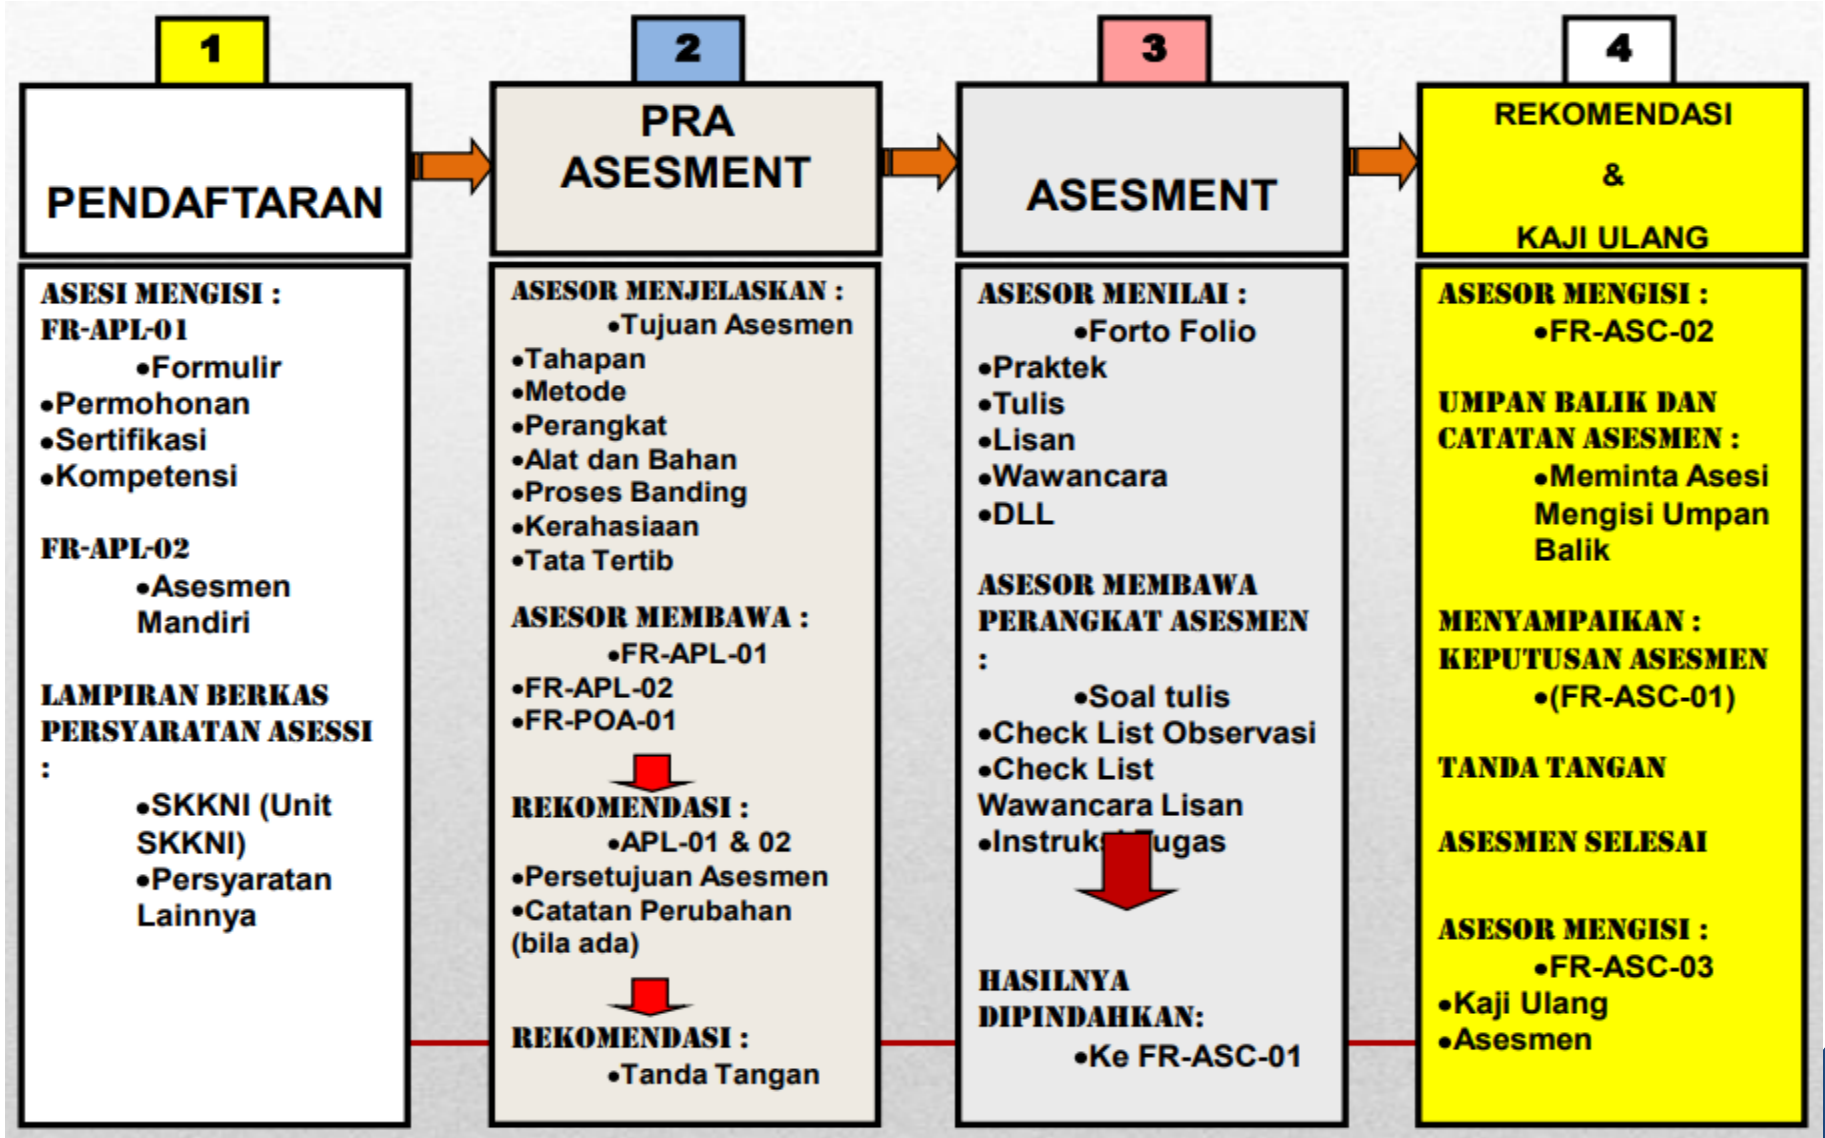 1
PENDAFTARAN
ASESI MENGISI :
FR-APL-01
•Formulir
•Permohonan
•Sertifikasi
•Kompetensi
FR-APL-02
•Asesmen
Mandiri
LAMPIRAN BERKAS
PERSYARATAN ASESSI
:
•SKKNI (Unit
SKKNI)
•Persyaratan
Lainnya
2
PRA
ASESMENT
ASESOR MENJELASKAN :
•Tujuan Asesmen
•Tahapan
•Metode
•Perangkat
•Alat dan Bahan
•Proses Banding
•Kerahasiaan
•Tata Tertib
ASESOR MEMBAWA :
•FR-APL-01
•FR-APL-02
•FR-POA-01
REKOMENDASI :
•APL-01 & 02
•Persetujuan Asesmen
•Catatan Perubahan
(bila ada)
REKOMENDASI :
•Tanda Tangan
3
ASESMENT
ASESOR MENILAI :
•Forto Folio
•Praktek
•Tulis
•Lisan
•Wawancara
•DLL
ASESOR MEMBAWA
PERANGKAT ASESMEN
:
•Soal tulis
•Check List Observasi
•Check List
Wawancara Lisan
•Instruksi Tugas
HASILNYA
DIPINDAHKAN:
•Ke FR-ASC-01
4
REKOMENDASI
&
KAJI ULANG
ASESOR MENGISI :
•FR-ASC-02
UMPAN BALIK DAN
CATATAN ASESMEN :
•Meminta Asesi
Mengisi Umpan
Balik
MENYAMPAIKAN :
KEPUTUSAN ASESMEN
•(FR-ASC-01)
TANDA TANGAN
ASESMEN SELESAI
ASESOR MENGISI :
•FR-ASC-03
•Kaji Ulang
•Asesmen